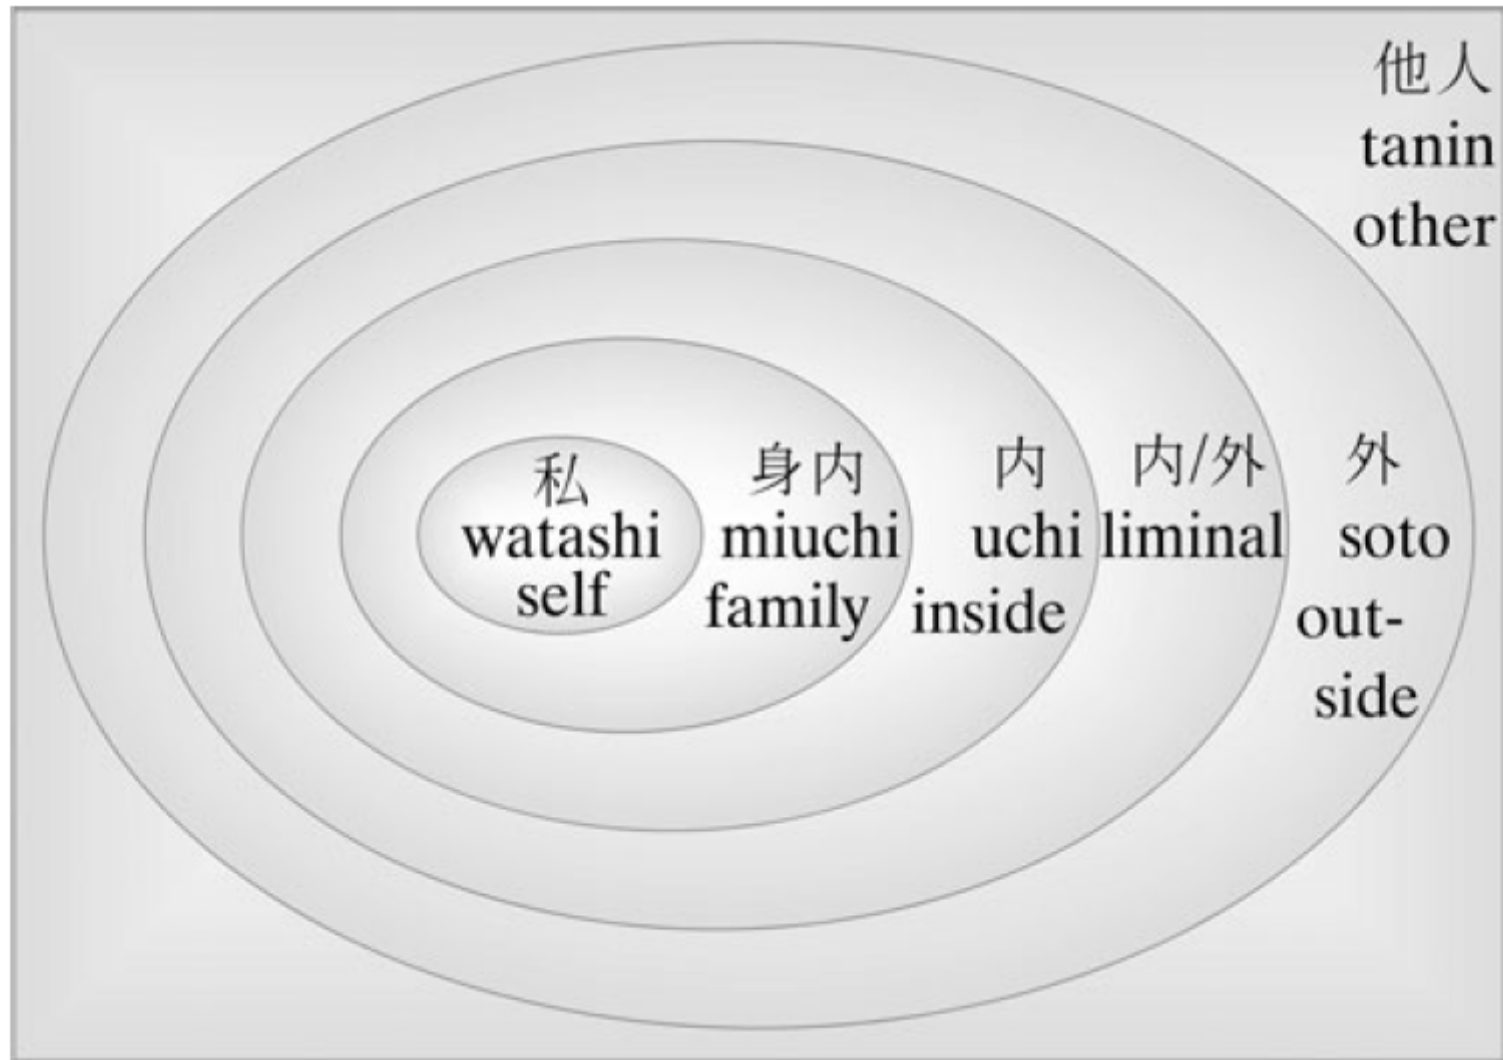 他人
tanin
other
私
watashi
self
身内
miuchi
family
内
uchi
inside
内/外
liminal
外
soto
out-
side